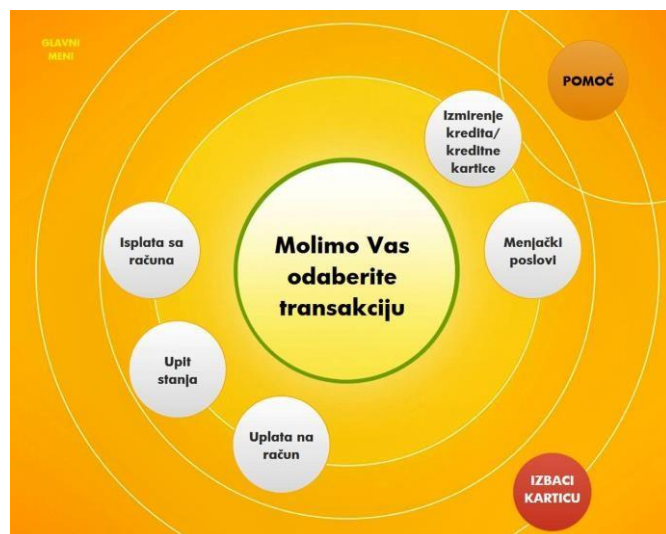 GLAVNI
MENI
POMOĆ
Izmirenje
kredita/
kreditne
kartice
Isplata sa
računa
Molimo Vas
odaberite
transakciju
Menjački
poslovi
Upit
stanja
Uplata na
račun
IZBACI
KARTICU